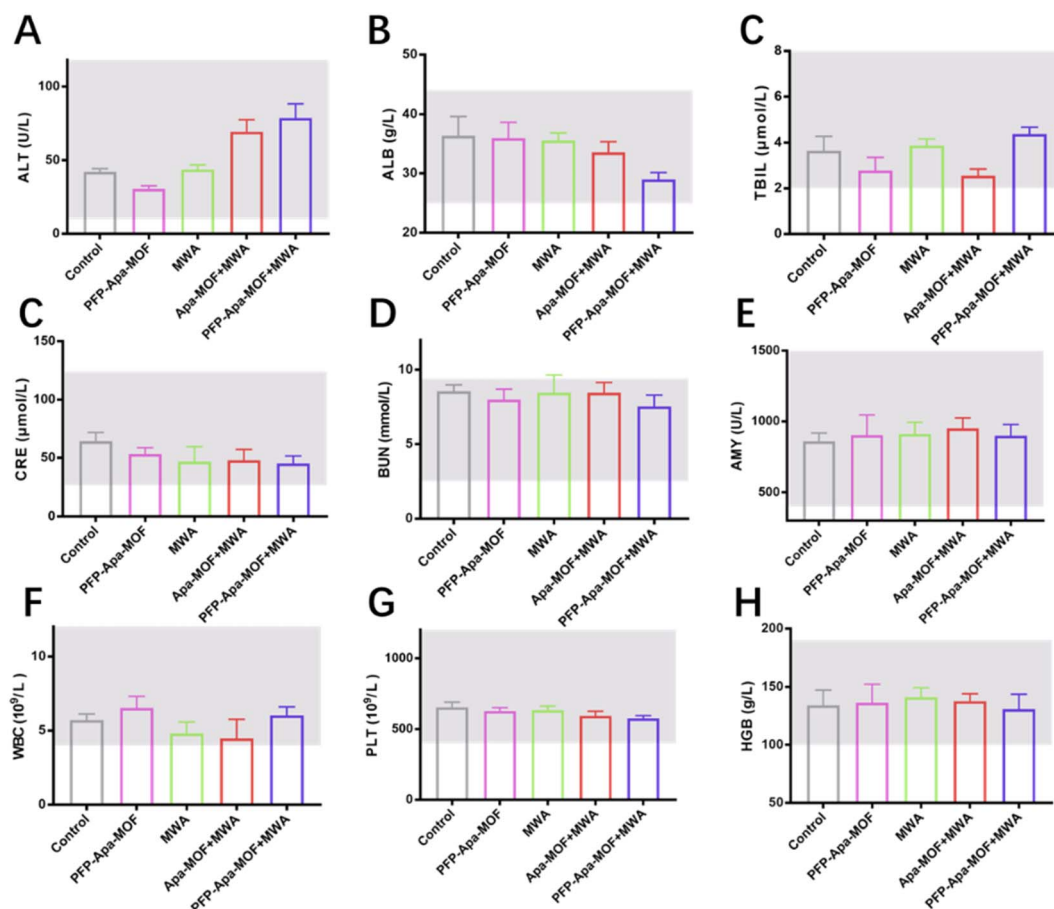 A
ALT (U/L)
100
50
0
Control
PFP-Apa-MOF
MWA
Apa-MOF+MWA
PFP-Apa-MOF+MWA
B
ALB (g/L)
50
40
30
20
Control
PFP-Apa-MOF
MWA
Apa-MOF+MWA
PFP-Apa-MOF+MWA
C
TBIL (μmol/L)
8
6
4
2
0
Control
PFP-Apa-MOF
MWA
Apa-MOF+MWA
PFP-Apa-MOF+MWA
C
CRE (μmol/L)
150
100
50
0
Control
PFP-Apa-MOF
MWA
Apa-MOF+MWA
PFP-Apa-MOF+MWA
D
BUN (mmol/L)
10
5
0
Control
PFP-Apa-MOF
MWA
Apa-MOF+MWA
PFP-Apa-MOF+MWA
E
AMY (U/L)
1500
1000
500
Control
PFP-Apa-MOF
MWA
Apa-MOF+MWA
PFP-Apa-MOF+MWA
F
WBC (10⁹/L)
10
5
0
Control
PFP-Apa-MOF
MWA
Apa-MOF+MWA
PFP-Apa-MOF+MWA
G
PLT (10⁹/L)
1000
500
0
Control
PFP-Apa-MOF
MWA
Apa-MOF+MWA
PFP-Apa-MOF+MWA
H
HGB (g/L)
200
150
100
50
Control
PFP-Apa-MOF
MWA
Apa-MOF+MWA
PFP-Apa-MOF+MWA